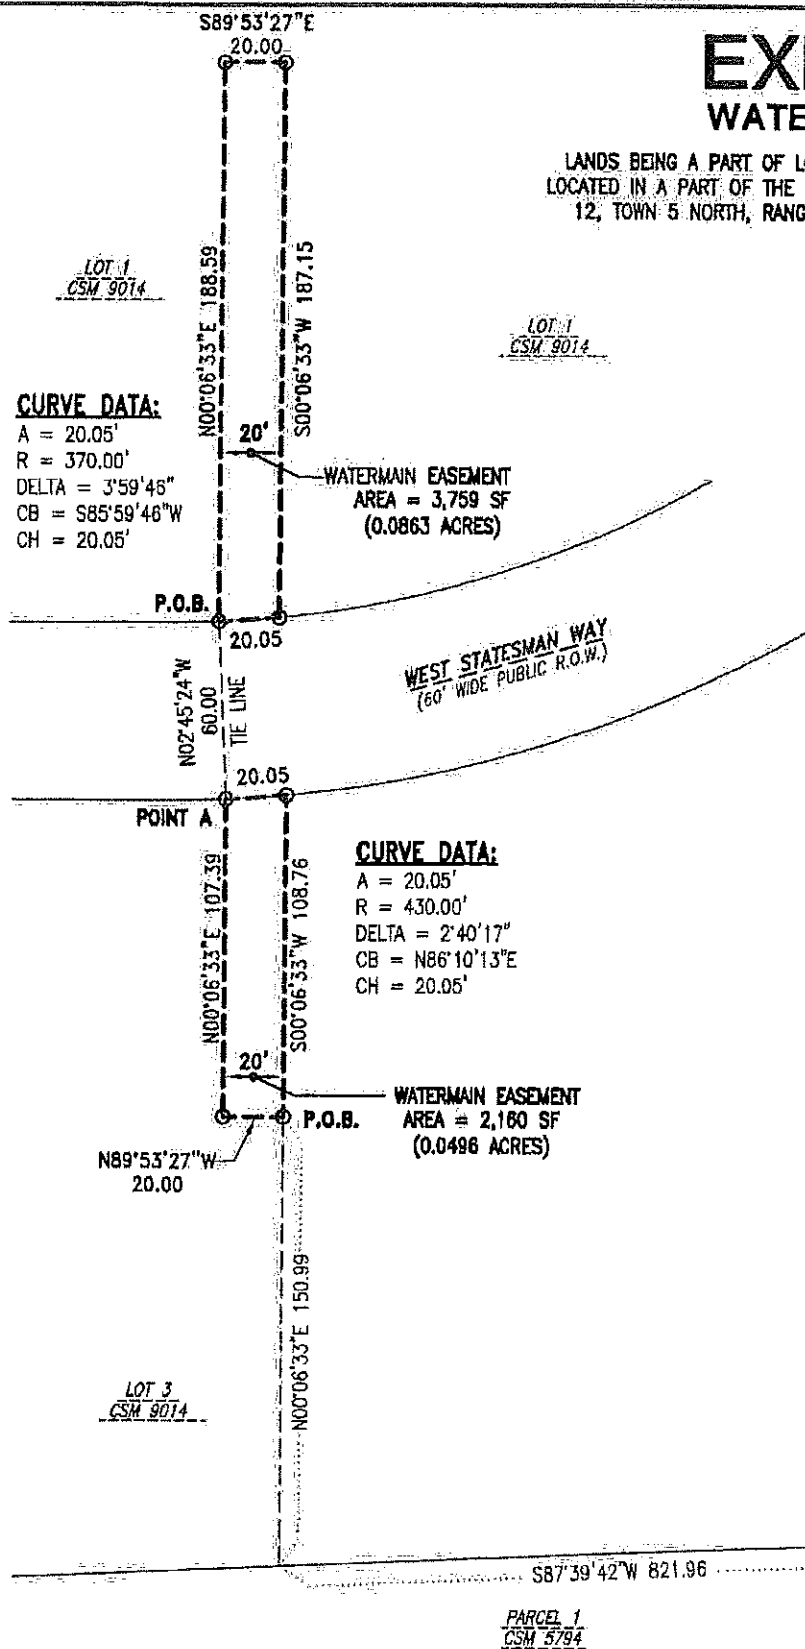 S89°53'27"E
20.00
WATE
LANDS BEING A PART OF
LOCATED IN A PART OF THE
12, TOWN 5 NORTH, RANG
LOT 1
CSM 9014
N00°06'33"E 188.59
S00°06'33"W 187.15
LOT 1
CSM 9014
CURVE DATA:
A = 20.05'
R = 370.00'
DELTA = 3°59'46"
CB = S85°59'46"W
CH = 20.05'
20'
WATERMAIN EASEMENT
AREA = 3,759 SF
(0.0863 ACRES)
P.O.B.
20.05
WEST STATESMAN WAY
(60' WIDE PUBLIC R.O.W.)
N02°45'24"W
60.00
TIE LINE
20.05
POINT A
N00°06'33"E 107.39
S00°06'33"W 108.76
CURVE DATA:
A = 20.05'
R = 430.00'
DELTA = 2°40'17"
CB = N86°10'13"E
CH = 20.05'
20'
WATERMAIN EASEMENT
AREA = 2,160 SF
(0.0496 ACRES)
P.O.B.
N89°53'27"W
20.00
N00°06'33"E 150.99
LOT 3
CSM 9014
S87°39'42"W 821.96
PARCEL 1
CSM 5794